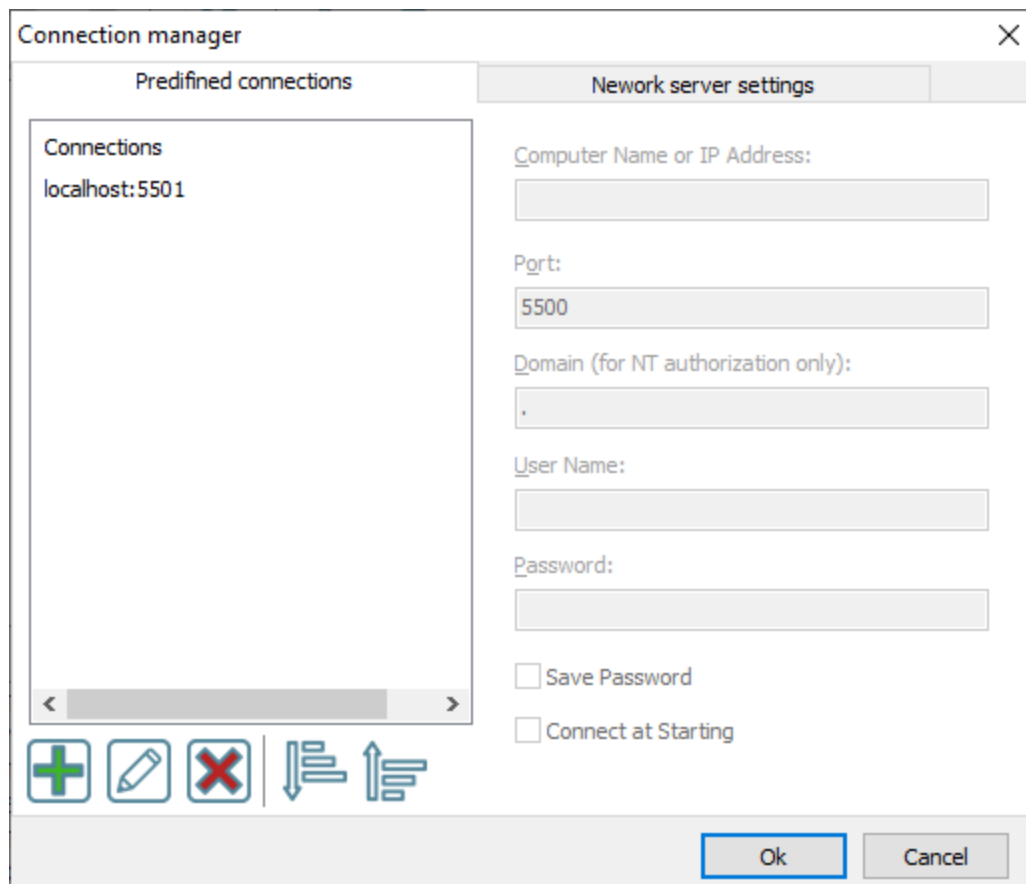 Connection manager
Predifined connections
Nework server settings
Connections
localhost:5501
Computer Name or IP Address:
Port:
5500
Domain (for NT authorization only):
.
User Name:
Password:
Save Password
Connect at Starting
Ok
Cancel